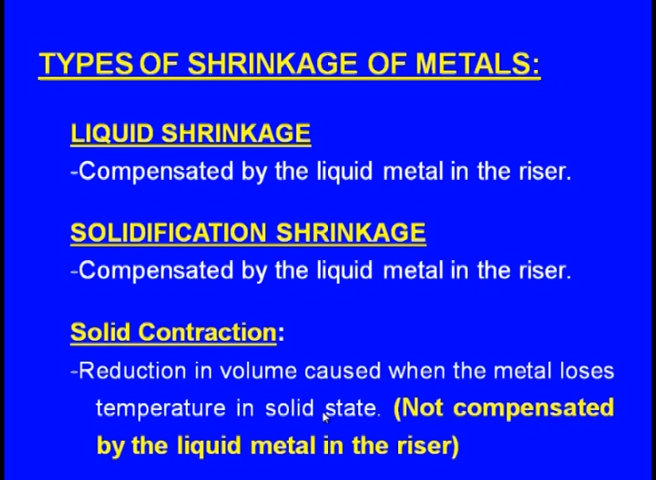 TYPES OF SHRINKAGE OF METALS:
LIQUID SHRINKAGE
-Compensated by the liquid metal in the riser.
SOLIDIFICATION SHRINKAGE
-Compensated by the liquid metal in the riser.
Solid Contraction:
-Reduction in volume caused when the metal loses
temperature in solid state. (Not compensated
by the liquid metal in the riser)